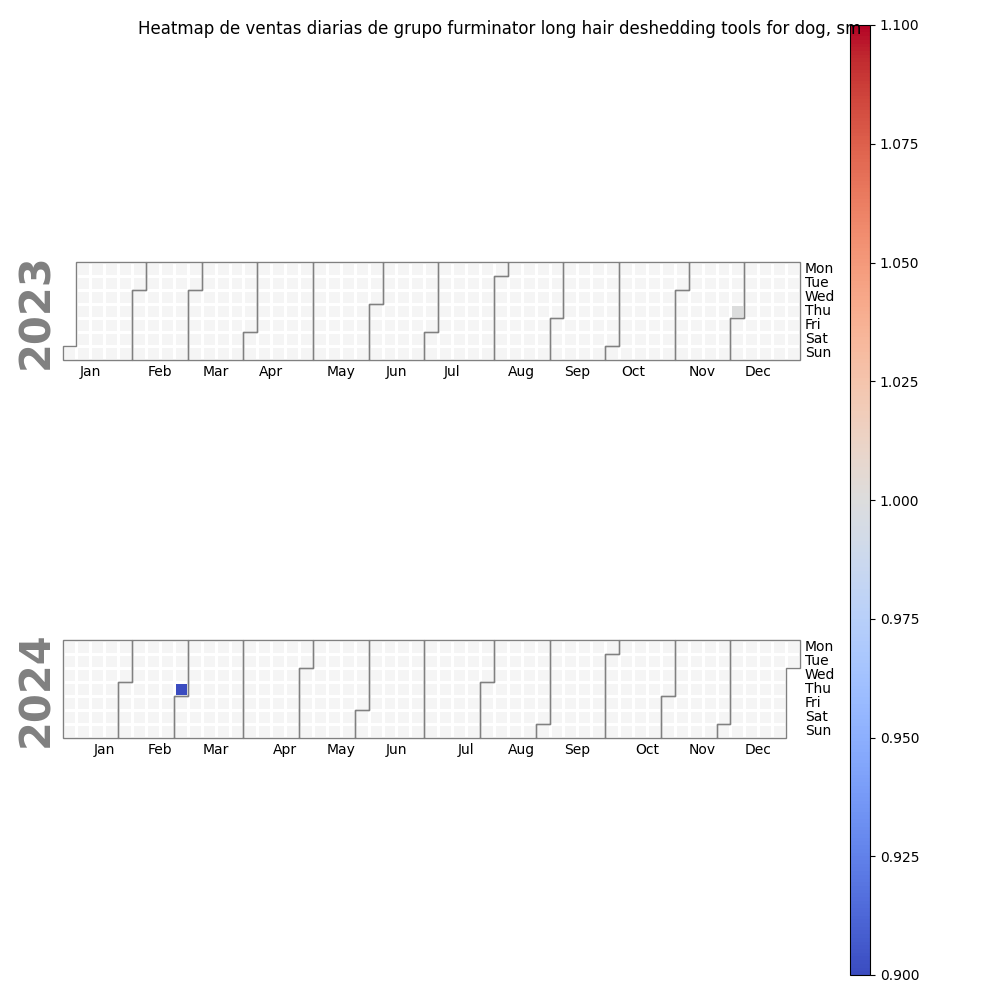 Heatmap de ventas diarias de grupo furminator long hair deshedding tools for dog, sm
1.100
1.075
1.050
1.025
1.000
0.975
0.950
0.925
0.900
2023
Mon
Tue
Wed
Thu
Fri
Sat
Sun
Jan Feb Mar Apr May Jun Jul Aug Sep Oct Nov Dec
2024
Mon
Tue
Wed
Thu
Fri
Sat
Sun
Jan Feb Mar Apr May Jun Jul Aug Sep Oct Nov Dec